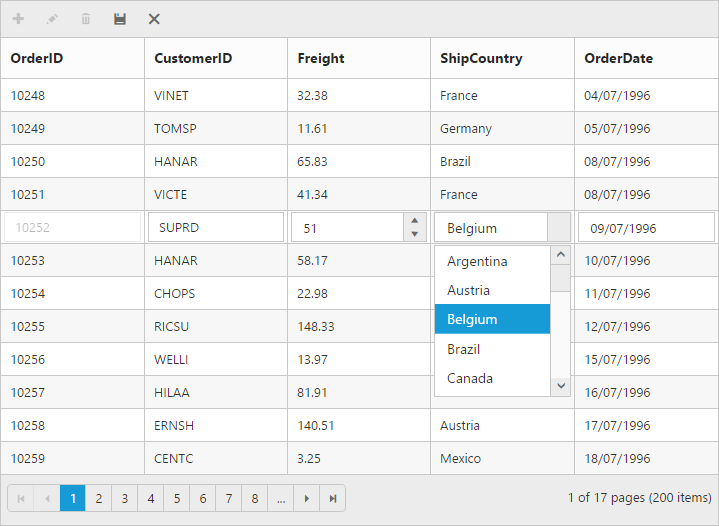 OrderID CustomerID Freight ShipCountry OrderDate
10248 VINET 32.38 France 04/07/1996
10249 TOMSP 11.61 Germany 05/07/1996
10250 HANAR 65.83 Brazil 08/07/1996
10251 VICTE 41.34 France 08/07/1996
10252 SUPRD 51 Belgium 09/07/1996
10253 HANAR 58.17 Argentina 10/07/1996
10254 CHOPS 22.98 Austria 11/07/1996
10255 RICSU 148.33 Belgium 12/07/1996
10256 WELLI 13.97 Brazil 15/07/1996
10257 HILAA 81.91 Canada 16/07/1996
10258 ERNSH 140.51 Austria 17/07/1996
10259 CENTC 3.25 Mexico 18/07/1996
1 2 3 4 5 6 7 8 ... 1 of 17 pages (200 items)